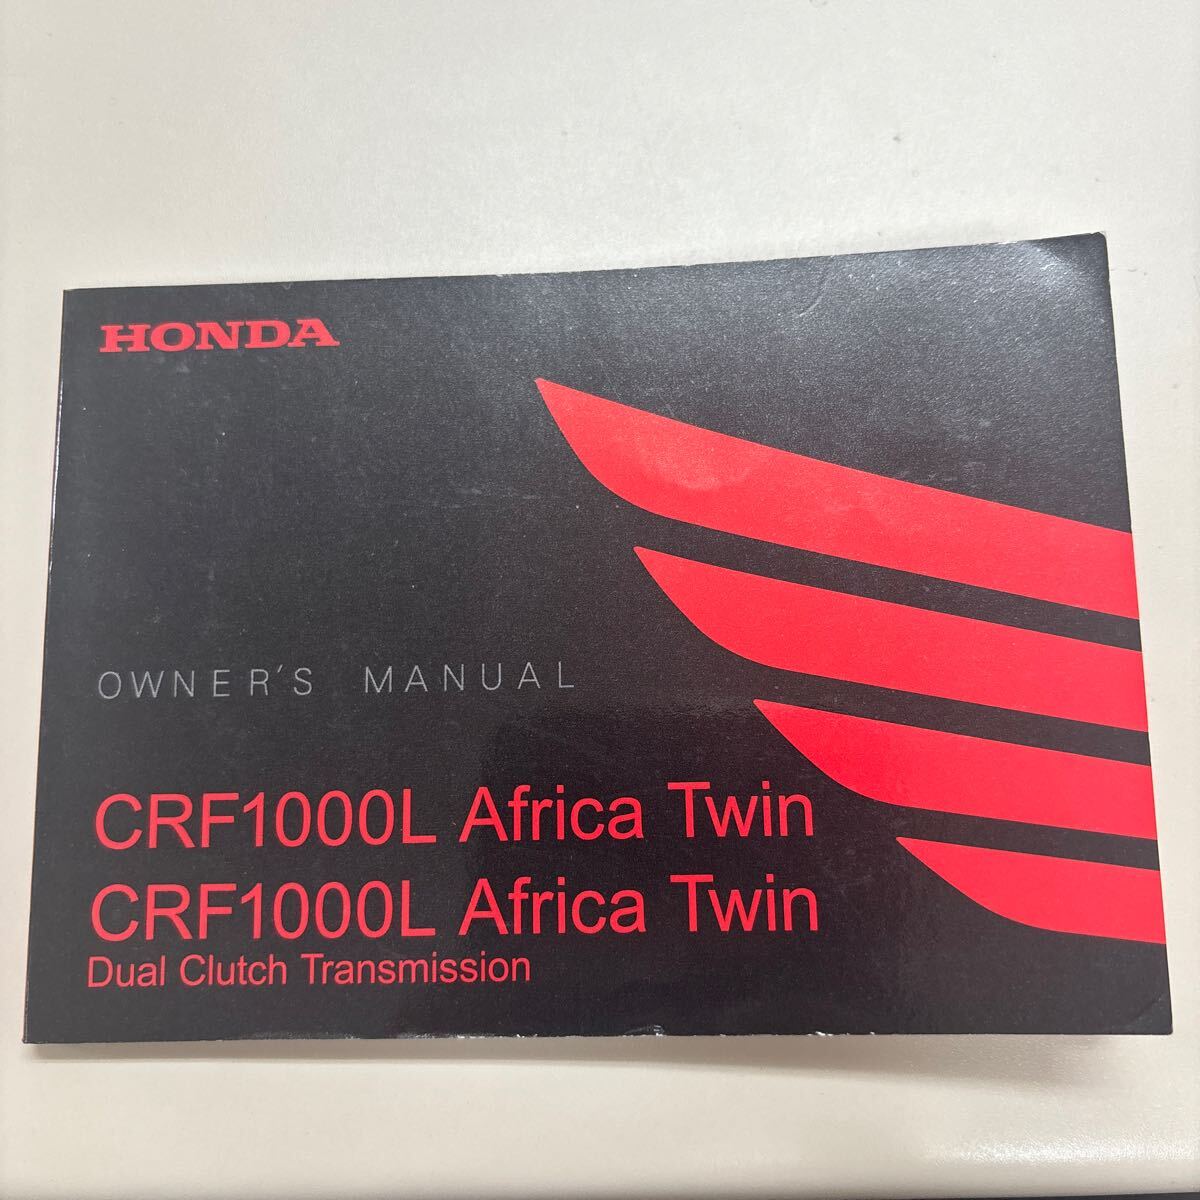 HONDA
OWNER'S MANUAL
CRF1000L Africa Twin
CRF1000L Africa Twin
Dual Clutch Transmission